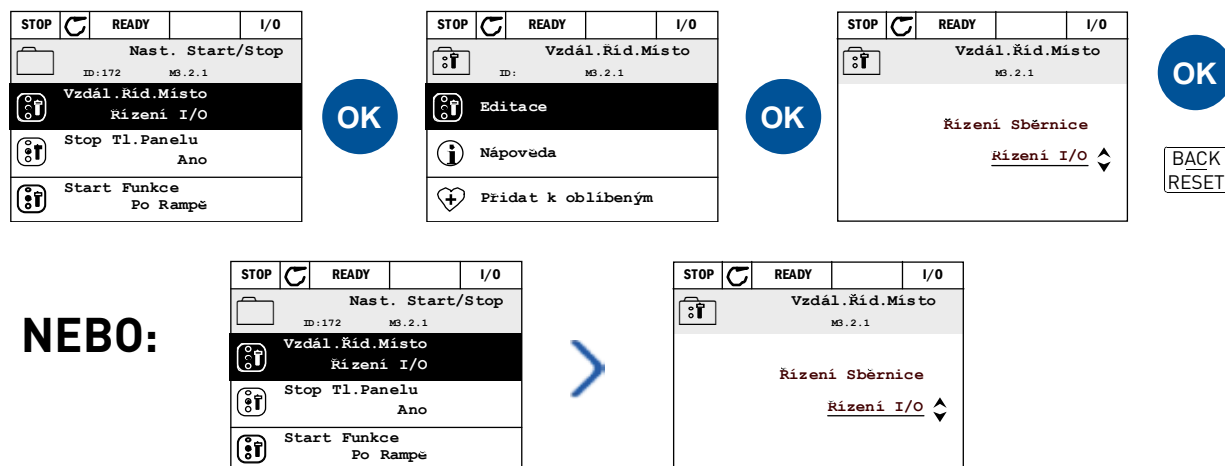 STOP READY I/O
Nast. Start/Stop
ID:172 M3.2.1
Vzdál.Říd.Místo
Řízení I/O
Stop Tl.Panelu
Ano
Start Funkce
Po Rampě
OK
STOP READY I/O
Vzdál.Říd.Místo
ID: M3.2.1
Editace
Nápověda
Přidat k oblíbeným
OK
STOP READY I/O
Vzdál.Říd.Místo
M3.2.1
Řízení Sběrnice
Řízení I/O
OK
BACK
RESET
NEBO:
STOP READY I/O
Nast. Start/Stop
ID:172 M3.2.1
Vzdál.Říd.Místo
Řízení I/O
Stop Tl.Panelu
Ano
Start Funkce
Po Rampě
STOP READY I/O
Vzdál.Říd.Místo
M3.2.1
Řízení Sběrnice
Řízení I/O